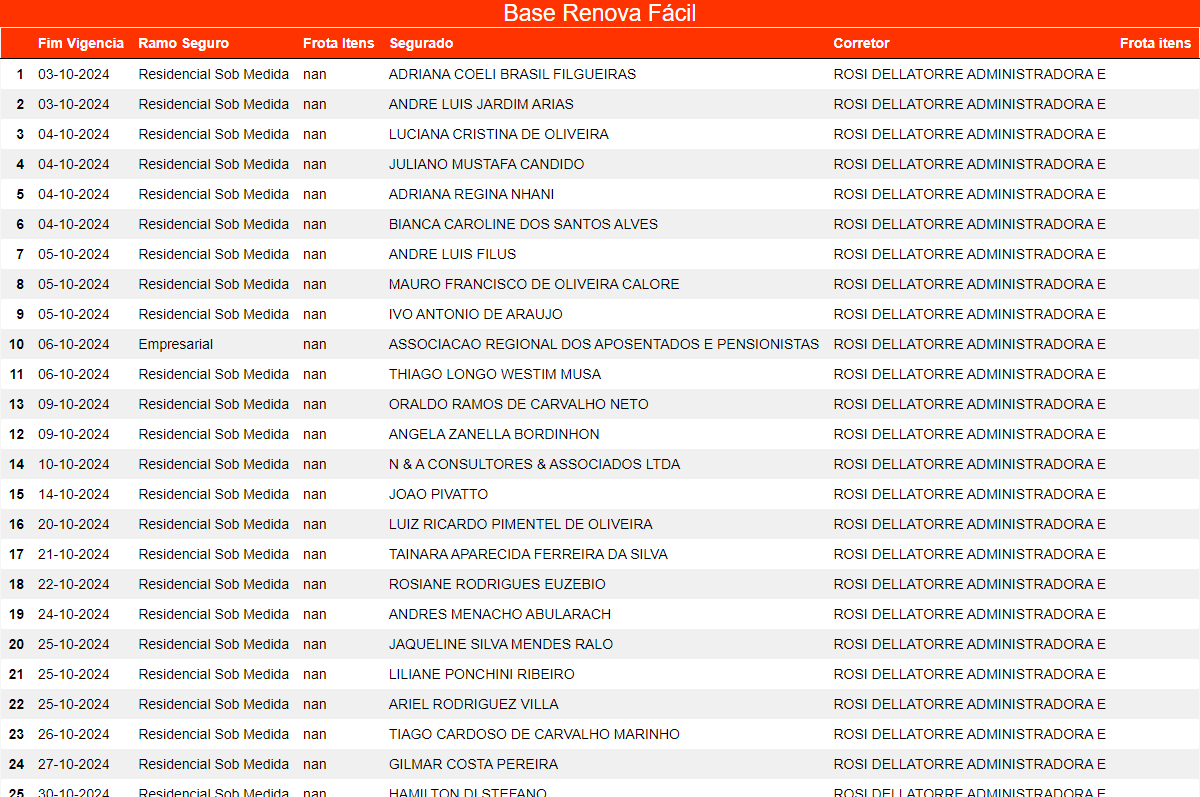 Base Renova Fácil
Fim Vigencia Ramo Seguro Frota Itens Segurado Corretor Frota itens
1 03-10-2024 Residencial Sob Medida nan ADRIANA COELI BRASIL FILGUEIRAS ROSI DELLATORRE ADMINISTRADORA E
2 03-10-2024 Residencial Sob Medida nan ANDRE LUIS JARDIM ARIAS ROSI DELLATORRE ADMINISTRADORA E
3 04-10-2024 Residencial Sob Medida nan LUCIANA CRISTINA DE OLIVEIRA ROSI DELLATORRE ADMINISTRADORA E
4 04-10-2024 Residencial Sob Medida nan JULIANO MUSTAFA CANDIDO ROSI DELLATORRE ADMINISTRADORA E
5 04-10-2024 Residencial Sob Medida nan ADRIANA REGINA NHANI ROSI DELLATORRE ADMINISTRADORA E
6 04-10-2024 Residencial Sob Medida nan BIANCA CAROLINE DOS SANTOS ALVES ROSI DELLATORRE ADMINISTRADORA E
7 05-10-2024 Residencial Sob Medida nan ANDRE LUIS FILUS ROSI DELLATORRE ADMINISTRADORA E
8 05-10-2024 Residencial Sob Medida nan MAURO FRANCISCO DE OLIVEIRA CALORE ROSI DELLATORRE ADMINISTRADORA E
9 05-10-2024 Residencial Sob Medida nan IVO ANTONIO DE ARAUJO ROSI DELLATORRE ADMINISTRADORA E
10 06-10-2024 Empresarial nan ASSOCIACAO REGIONAL DOS APOSENTADOS E PENSIONISTAS ROSI DELLATORRE ADMINISTRADORA E
11 06-10-2024 Residencial Sob Medida nan THIAGO LONGO WESTIM MUSA ROSI DELLATORRE ADMINISTRADORA E
13 09-10-2024 Residencial Sob Medida nan ORALDO RAMOS DE CARVALHO NETO ROSI DELLATORRE ADMINISTRADORA E
12 09-10-2024 Residencial Sob Medida nan ANGELA ZANELLA BORDINHON ROSI DELLATORRE ADMINISTRADORA E
14 10-10-2024 Residencial Sob Medida nan N & A CONSULTORES & ASSOCIADOS LTDA ROSI DELLATORRE ADMINISTRADORA E
15 14-10-2024 Residencial Sob Medida nan JOAO PIVATTO ROSI DELLATORRE ADMINISTRADORA E
16 20-10-2024 Residencial Sob Medida nan LUIZ RICARDO PIMENTEL DE OLIVEIRA ROSI DELLATORRE ADMINISTRADORA E
17 21-10-2024 Residencial Sob Medida nan TAINARA APARECIDA FERREIRA DA SILVA ROSI DELLATORRE ADMINISTRADORA E
18 22-10-2024 Residencial Sob Medida nan ROSIANE RODRIGUES EUZEBIO ROSI DELLATORRE ADMINISTRADORA E
19 24-10-2024 Residencial Sob Medida nan ANDRES MENACHO ABULARACH ROSI DELLATORRE ADMINISTRADORA E
20 25-10-2024 Residencial Sob Medida nan JAQUELINE SILVA MENDES RALO ROSI DELLATORRE ADMINISTRADORA E
21 25-10-2024 Residencial Sob Medida nan LILIANE PONCHINI RIBEIRO ROSI DELLATORRE ADMINISTRADORA E
22 25-10-2024 Residencial Sob Medida nan ARIEL RODRIGUEZ VILLA ROSI DELLATORRE ADMINISTRADORA E
23 26-10-2024 Residencial Sob Medida nan TIAGO CARDOSO DE CARVALHO MARINHO ROSI DELLATORRE ADMINISTRADORA E
24 27-10-2024 Residencial Sob Medida nan GILMAR COSTA PEREIRA ROSI DELLATORRE ADMINISTRADORA E
25 30-10-2024 Residencial Sob Medida nan HAMILTON DI STEFANO ROSI DELLATORRE ADMINISTRADORA E